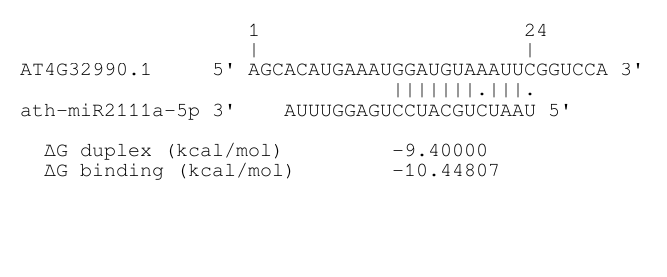 1 24
| |
AT4G32990.1 5' AGCACAUGAAAUGGAUGUAAAUUCGGUCCA 3'
|||||||.|||.
ath-miR2111a-5p 3' AUUUGGAGUCCUACGUCUAAU 5'
ΔG duplex (kcal/mol) -9.40000
ΔG binding (kcal/mol) -10.44807